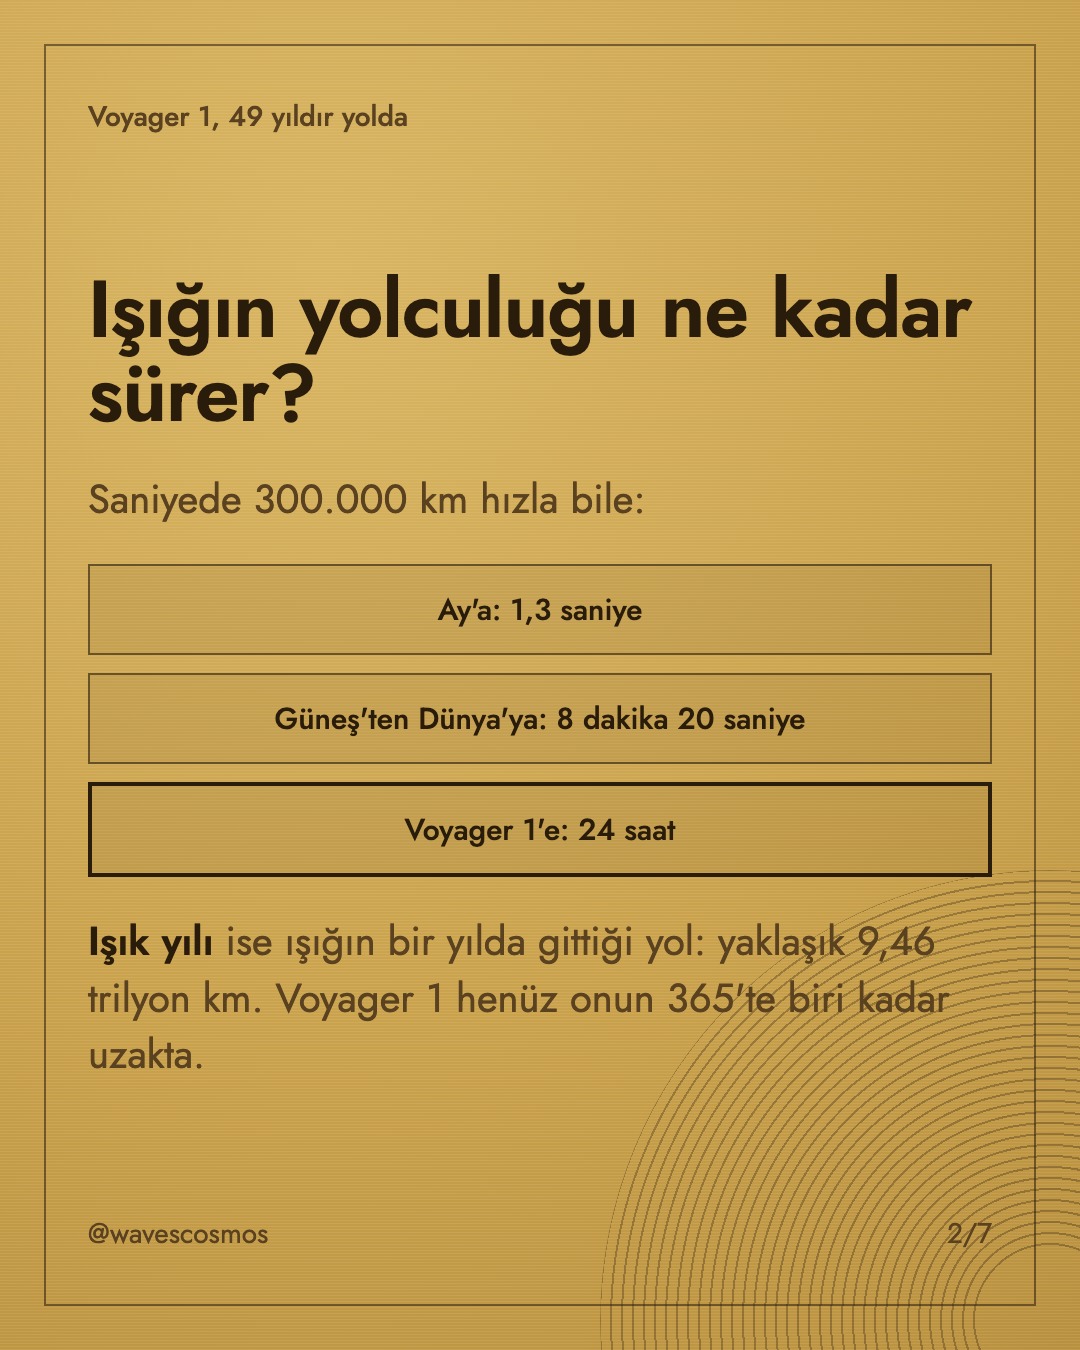 Voyager 1, 49 yıldır yolda
Işığın yolculuğu ne kadar
sürer?
Saniyede 300.000 km hızla bile:
Ay'a: 1,3 saniye
Güneş'ten Dünya'ya: 8 dakika 20 saniye
Voyager 1'e: 24 saat
Işık yılı ise ışığın bir yılda gittiği yol: yaklaşık 9,46
trilyon km. Voyager 1 henüz onun 365'te biri kadar
uzakta.
@wavescosmos
2/7